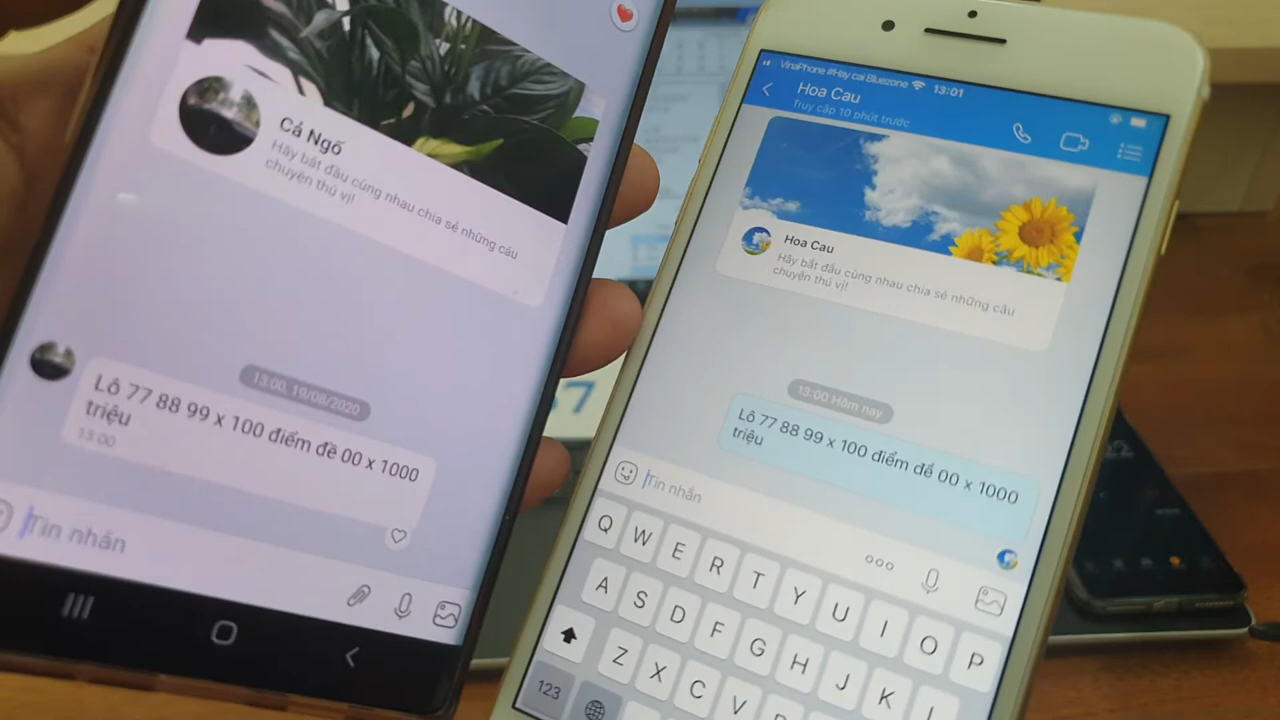 Cả Ngố
Hãy bắt đầu cùng nhau chia sẻ những câu
chuyện thú vị!
13:00, 19/08/2020
Lô 77 88 99 x 100 điểm đề 00 x 1000
triệu
13:00
Tin nhắn
VinaPhone #Hay cai Bluezone
13:01
Hoa Cau
Truy cập 10 phút trước
Hoa Cau
Hãy bắt đầu cùng nhau chia sẻ những câu
chuyện thú vị!
13:00 Hôm nay
Lô 77 88 99 x 100 điểm đề 00 x 1000
triệu
Tin nhắn
Q W E R T Y U I O P
A S D F G H J K L
Z X C V
123